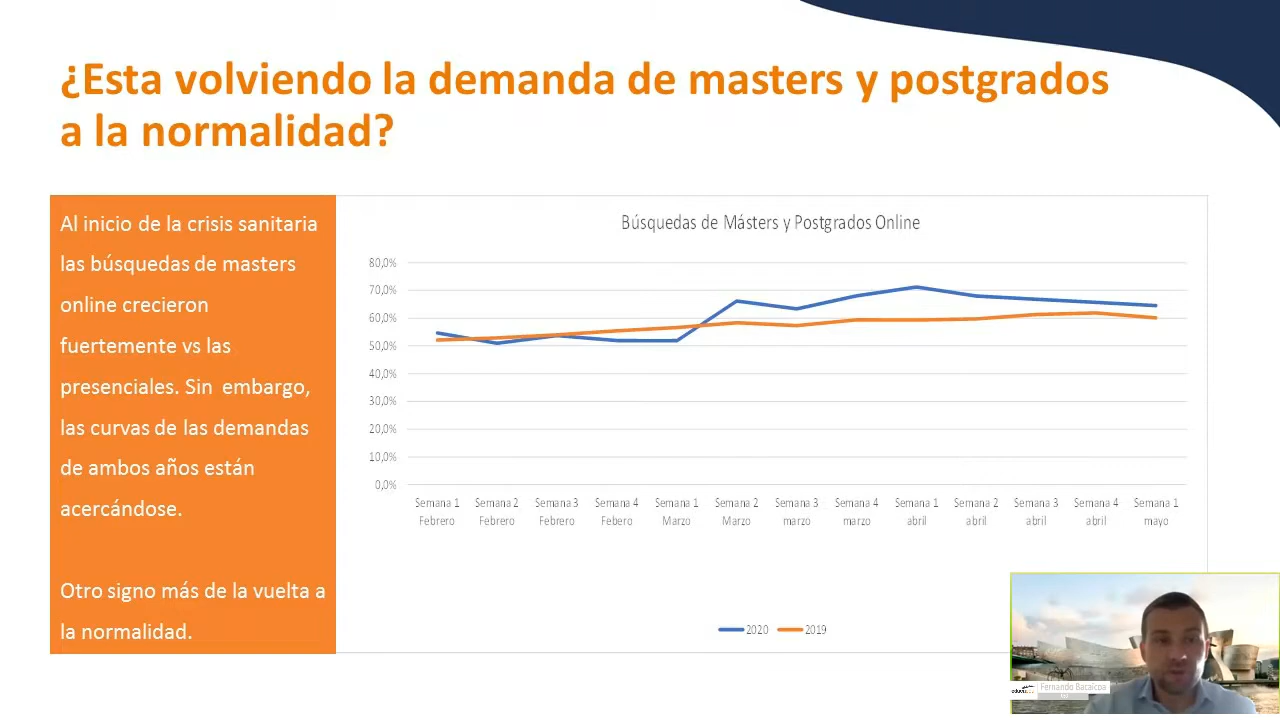 ¿Esta volviendo la demanda de masters y postgrados
a la normalidad?
Al inicio de la crisis sanitaria
las búsquedas de masters
online crecieron
fuertemente vs las
presenciales. Sin embargo,
las curvas de las demandas
de ambos años están
acercándose.
Otro signo más de la vuelta a
la normalidad.
Búsquedas de Másters y Postgrados Online
80,0%
70,0%
60,0%
50,0%
40,0%
30,0%
20,0%
10,0%
0,0%
Semana 1 Semana 2 Semana 3 Semana 4 Semana 1 Semana 2 Semana 3 Semana 4 Semana 1 Semana 2 Semana 3 Semana 4 Semana 1
Febrero Febrero Febrero Febero Marzo Marzo marzo marzo abril abril abril abril mayo
2020 2019
Fernando Bacaicoa